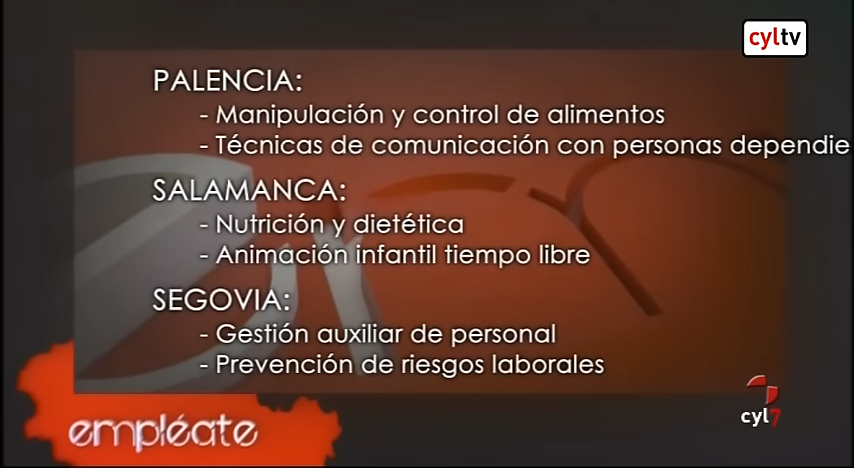 cyltv
PALENCIA:
- Manipulación y control de alimentos
- Técnicas de comunicación con personas dependie
SALAMANCA:
- Nutrición y dietética
- Animación infantil tiempo libre
SEGOVIA:
- Gestión auxiliar de personal
- Prevención de riesgos laborales
empléate
cyl7